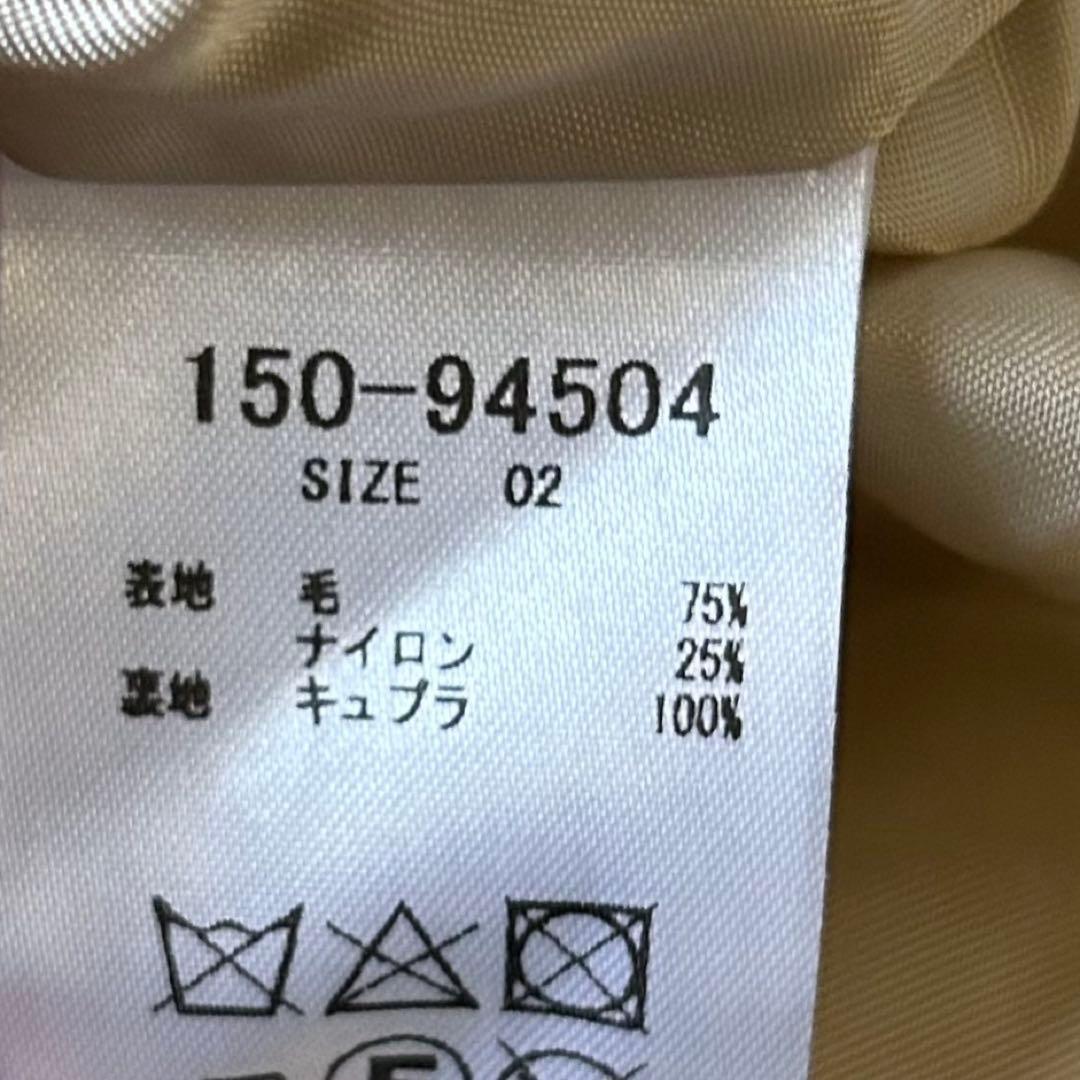 150-94504
SIZE 02
表地 毛 75%
ナイロン 25%
裏地 キュプラ 100%